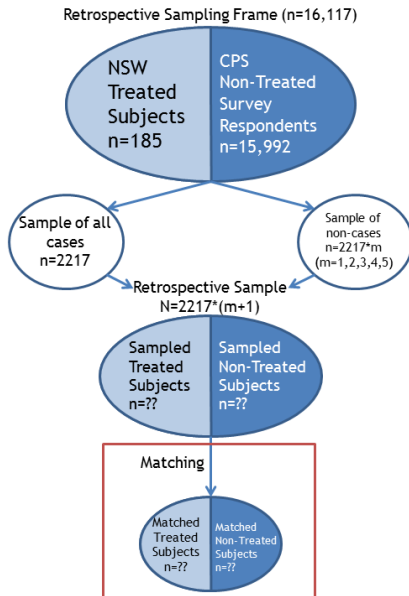 Retrospective Sampling Frame (n=16,117)
NSW
Treated
Subjects
n=185
CPS
Non-Treated
Survey
Respondents
n=15,992
Sample of all
cases
n=2217
Sample of
non-cases
n=2217*m
(m=1,2,3,4,5)
Retrospective Sample
N=2217*(m+1)
Sampled
Treated
Subjects
n=??
Sampled
Non-Treated
Subjects
n=??
Matching
Matched
Treated
Subjects
n=??
Matched
Non-Treated
Subjects
n=??